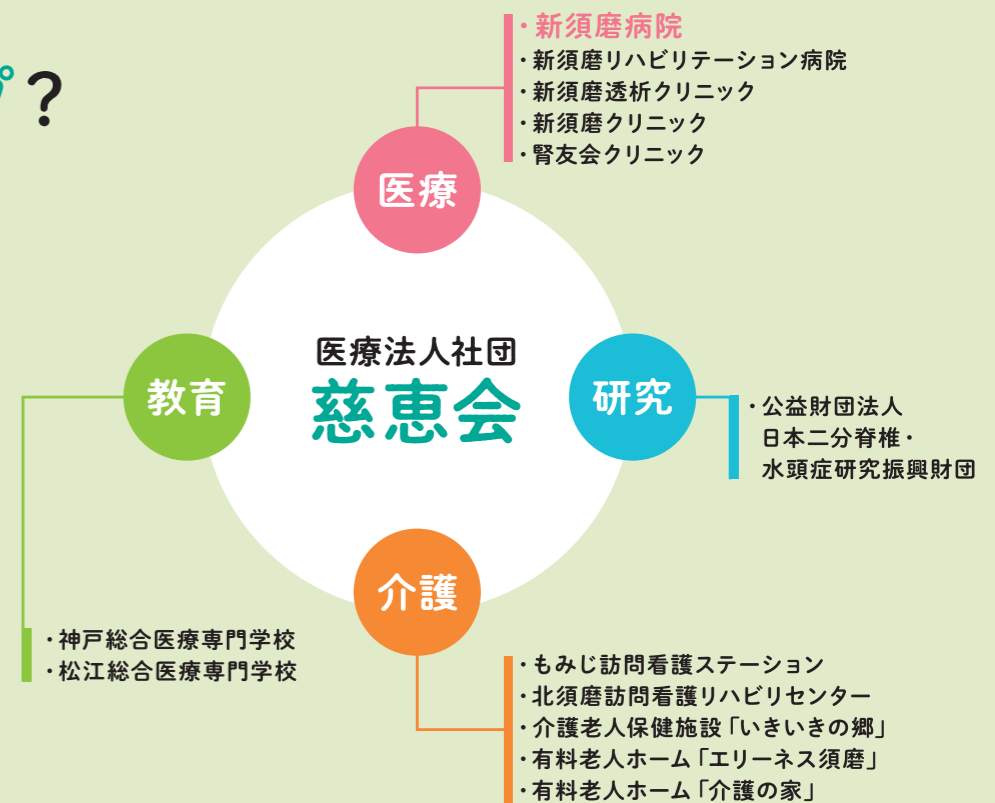 プ?
・新須磨病院
・新須磨リハビリテーション病院
・新須磨透析クリニック
・新須磨クリニック
・腎友会クリニック
医療
医療法人社団
慈恵会
教育
研究
・公益財団法人
日本二分脊椎・
水頭症研究振興財団
介護
・神戸総合医療専門学校
・松江総合医療専門学校
・もみじ訪問看護ステーション
・北須磨訪問看護リハビリセンター
・介護老人保健施設「いきいきの郷」
・有料老人ホーム「エリーネス須磨」
・有料老人ホーム「介護の家」